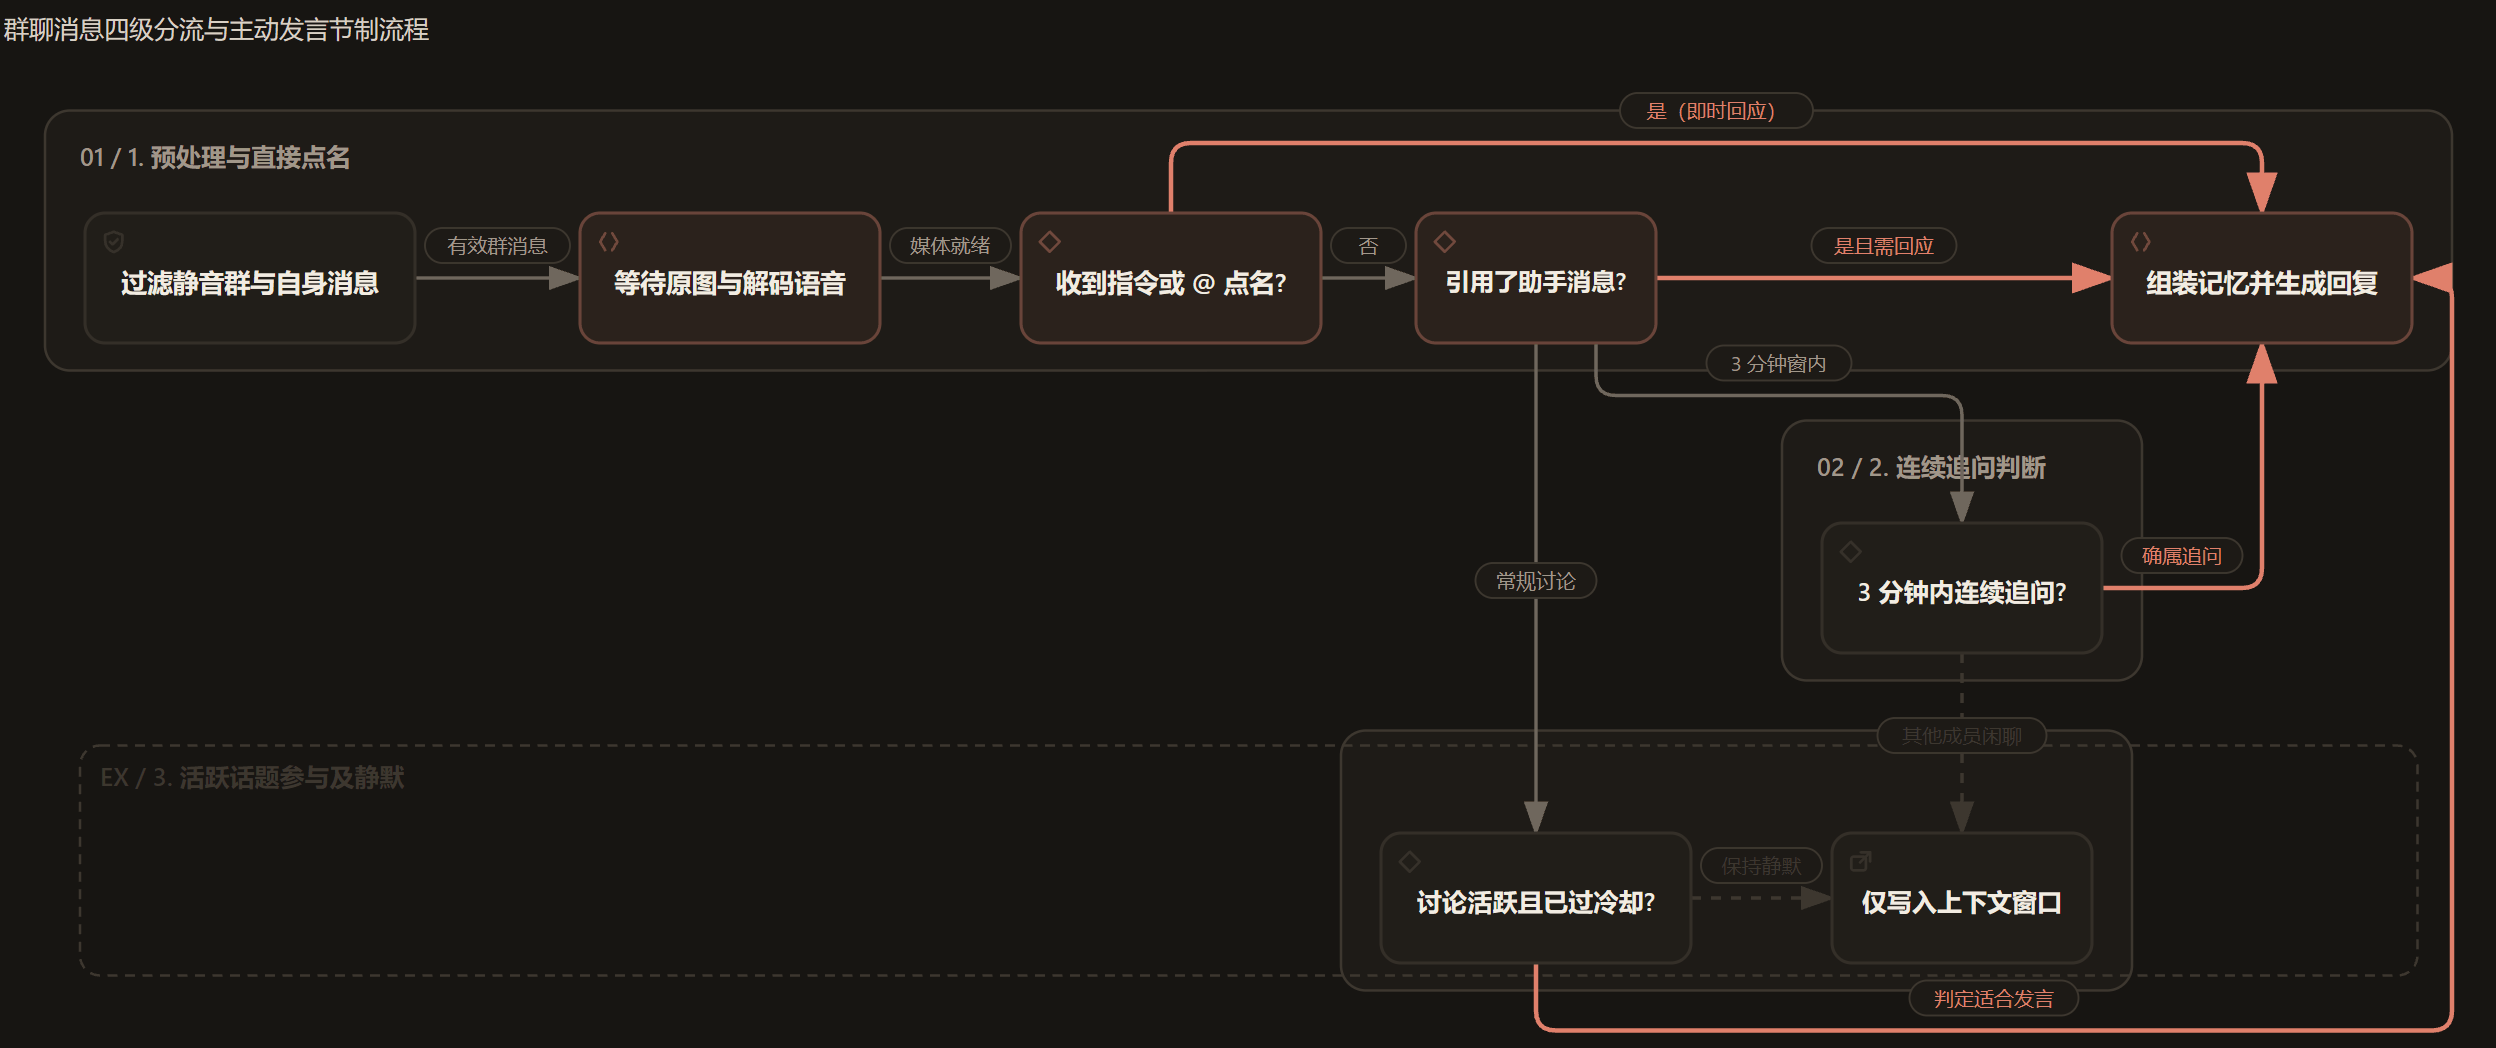 群聊消息四级分流与主动发言节制流程
是（即时回应）
01 / 1. 预处理与直接点名
过滤静音群与自身消息
有效群消息
等待原图与解码语音
媒体就绪
收到指令或 @ 点名?
否
引用了助手消息?
是且需回应
组装记忆并生成回复
3 分钟窗内
02 / 2. 连续追问判断
3 分钟内连续追问?
确属追问
常规讨论
其他成员闲聊
EX / 3. 活跃话题参与及静默
讨论活跃且已过冷却?
保持静默
仅写入上下文窗口
判定适合发言